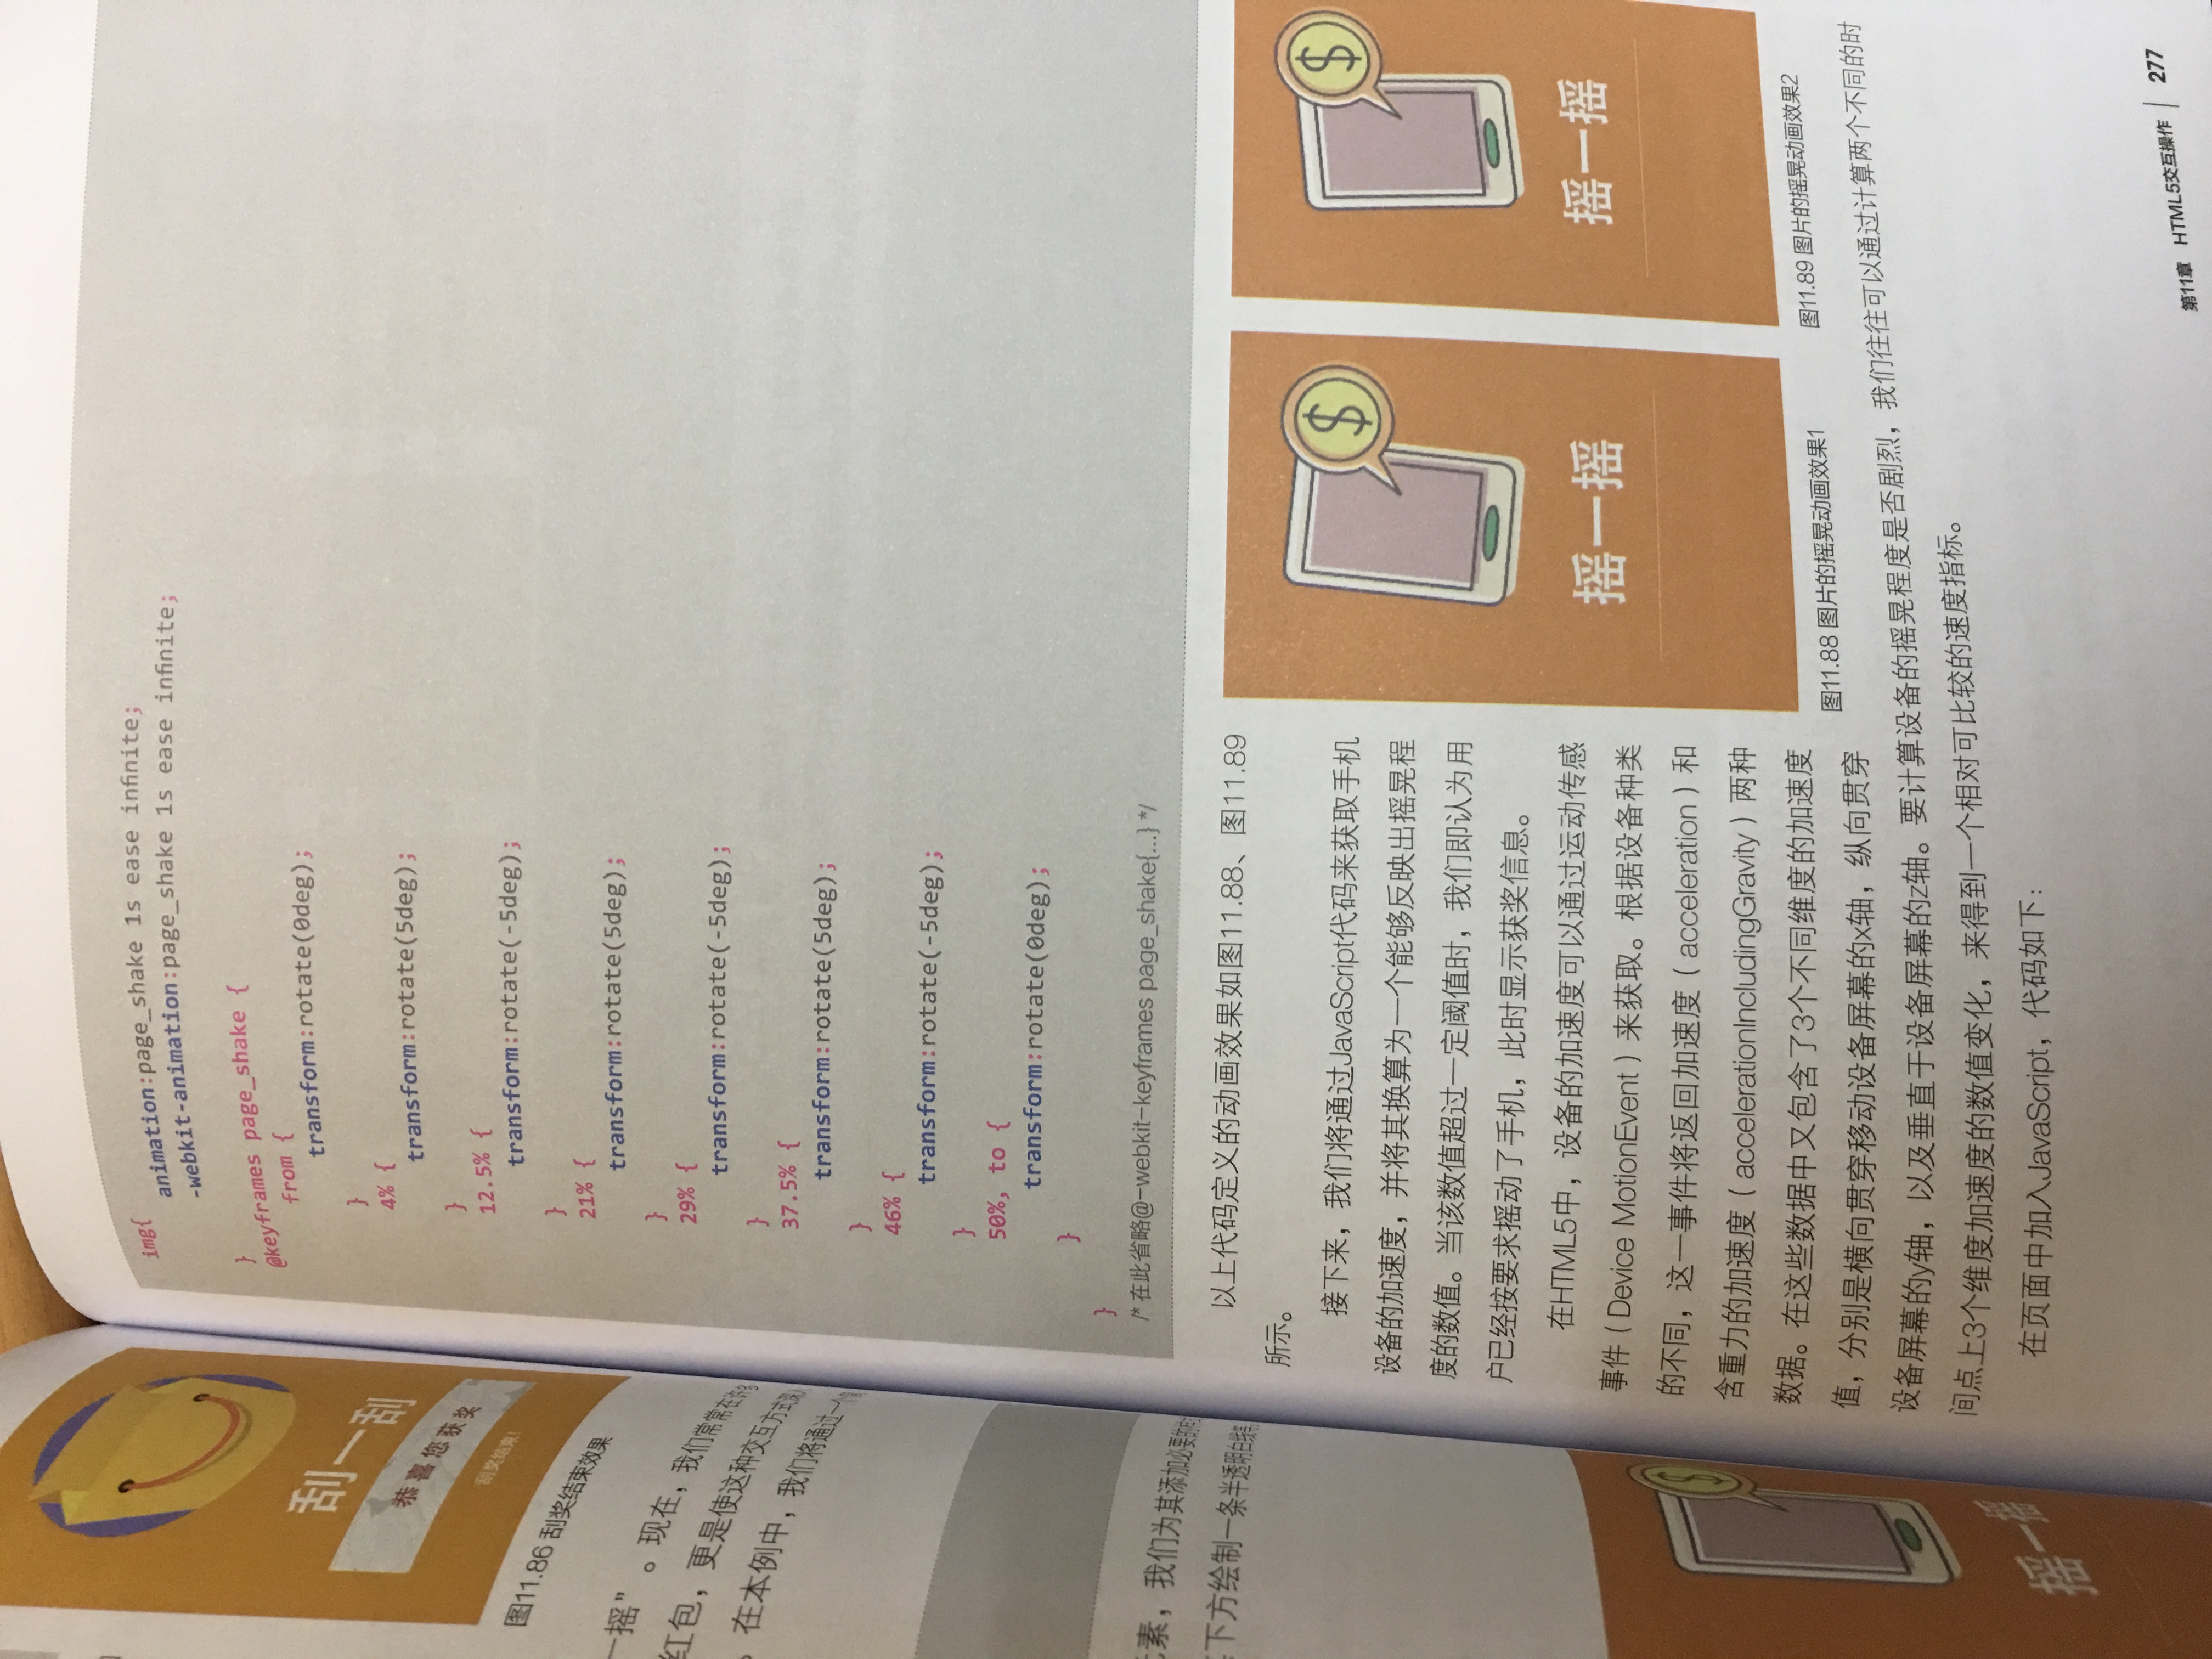 刮一刮
恭喜您获奖
刮奖结束!
图11.86 刮奖结束效果
一摇”。现在，我们常常在许多
红包，更是使这种交互方式深入
。在本例中，我们将通过一个
元素，我们为其添加必要的样式
下方绘制一条半透明白线等
摇一摇
img{
animation:page_shake 1s ease infinite;
-webkit-animation:page_shake 1s ease infinite;
}
@keyframes page_shake {
from {
transform:rotate(0deg);
}
4% {
transform:rotate(5deg);
}
12.5% {
transform:rotate(-5deg);
}
21% {
transform:rotate(5deg);
}
29% {
transform:rotate(-5deg);
}
37.5% {
transform:rotate(5deg);
}
46% {
transform:rotate(-5deg);
}
50%, to {
transform:rotate(0deg);
}
}
/* 在此省略@-webkit-keyframes page_shake{...} */
以上代码定义的动画效果如图11.88、图11.89
所示。
接下来，我们将通过JavaScript代码来获取手机
设备的加速度，并将其换算为一个能够反映出摇晃程
度的数值。当该数值超过一定阈值时，我们即认为用
户已经按要求摇动了手机，此时显示获奖信息。
在HTML5中，设备的加速度可以通过运动传感
事件（Device MotionEvent）来获取。根据设备种类
的不同，这一事件将返回加速度（acceleration）和
含重力的加速度（accelerationIncludingGravity）两种
数据。在这些数据中又包含了3个不同维度的加速度
值，分别是横向贯穿移动设备屏幕的x轴，纵向贯穿
设备屏幕的y轴，以及垂直于设备屏幕的z轴。要计算设备的摇晃程度是否剧烈，我们往往可以通过计算两个不同的时
间点上3个维度加速度的数值变化，来得到一个相对可比较的速度指标。
在页面中加入JavaScript，代码如下：
$
摇一摇
图11.88 图片的摇晃动画效果1
$
摇一摇
图11.89 图片的摇晃动画效果2
第11章 HTML5交互操作 | 277